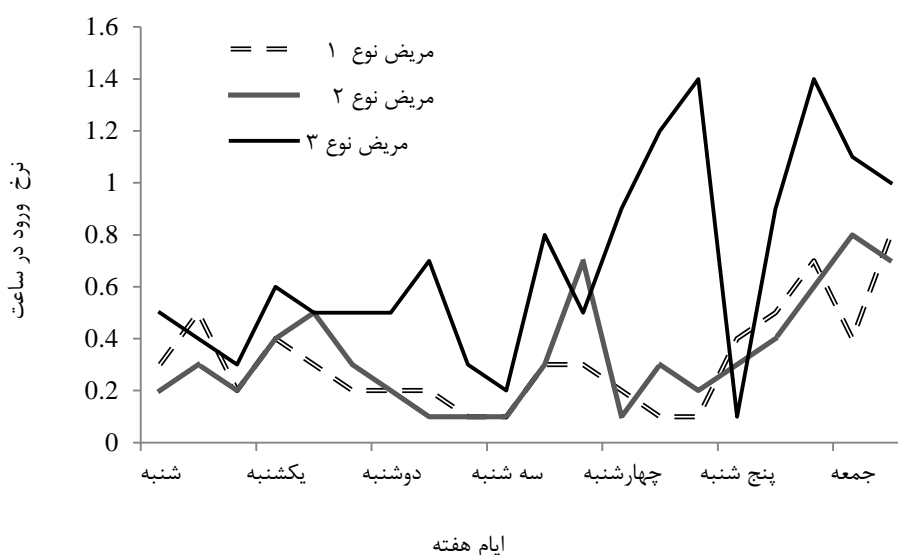 1.6
1.4
1.2
1
0.8
0.6
0.4
0.2
0
مریض نوع ۱
مریض نوع ۲
مریض نوع ۳
نرخ ورود در ساعت
شنبه
یکشنبه
دوشنبه
سه شنبه
چهارشنبه
پنج شنبه
جمعه
ایام هفته